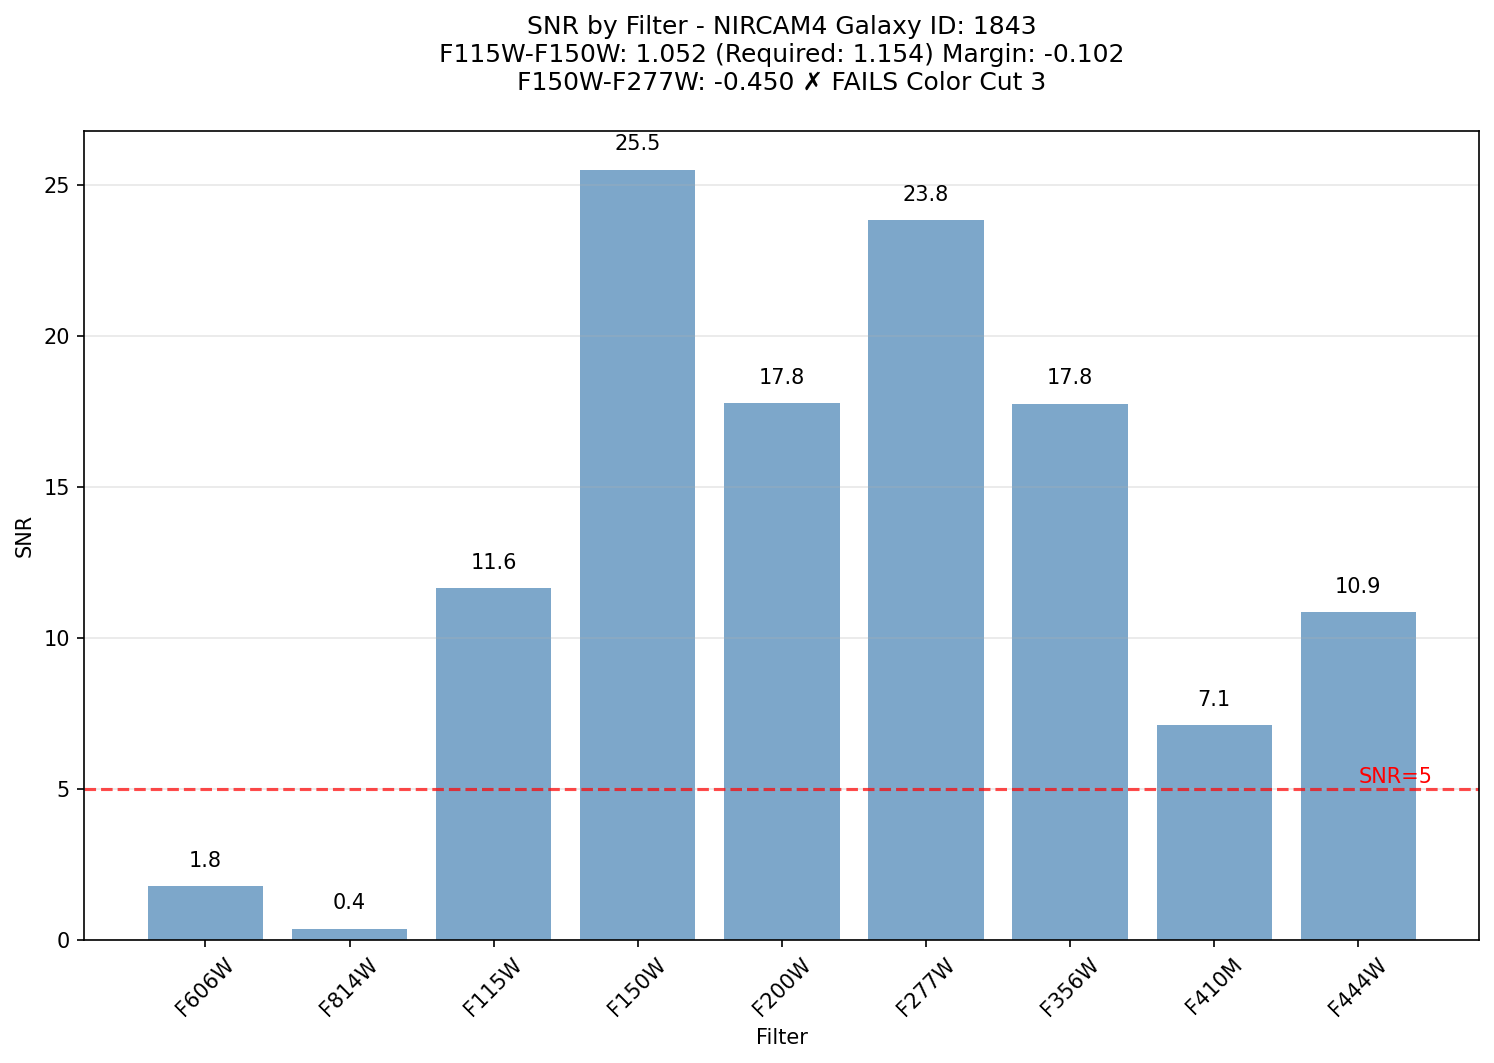 SNR by Filter - NIRCAM4 Galaxy ID: 1843
F115W-F150W: 1.052 (Required: 1.154) Margin: -0.102
F150W-F277W: -0.450 ✗ FAILS Color Cut 3
25.5
23.8
17.8
17.8
11.6
10.9
7.1
1.8
0.4
SNR=5
25
20
15
10
5
0
SNR
F606W
F814W
F115W
F150W
F200W
F277W
F356W
F410M
F444W
Filter